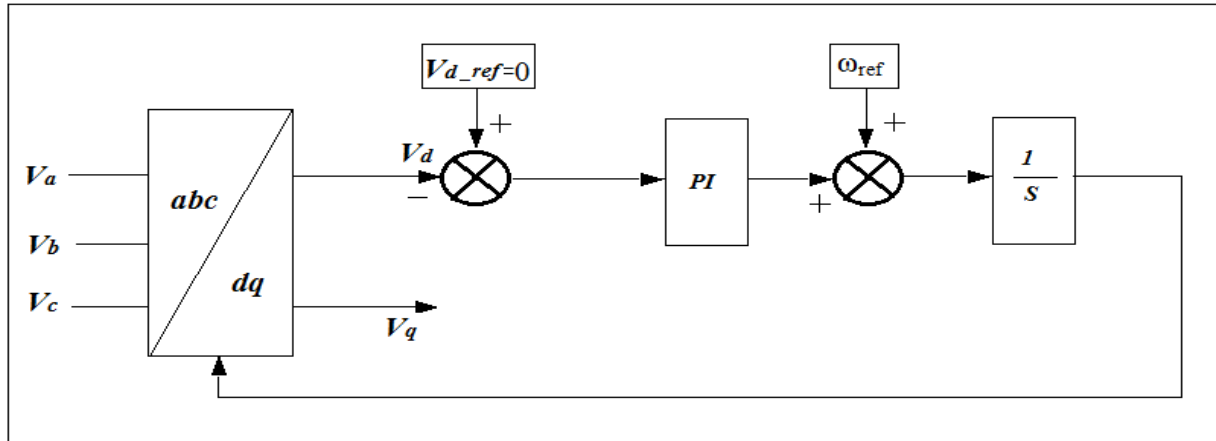 Vd_ref=0
ωref
+
+
Va
Vb
Vc
abc
dq
Vd
−
Vq
PI
+
1
S